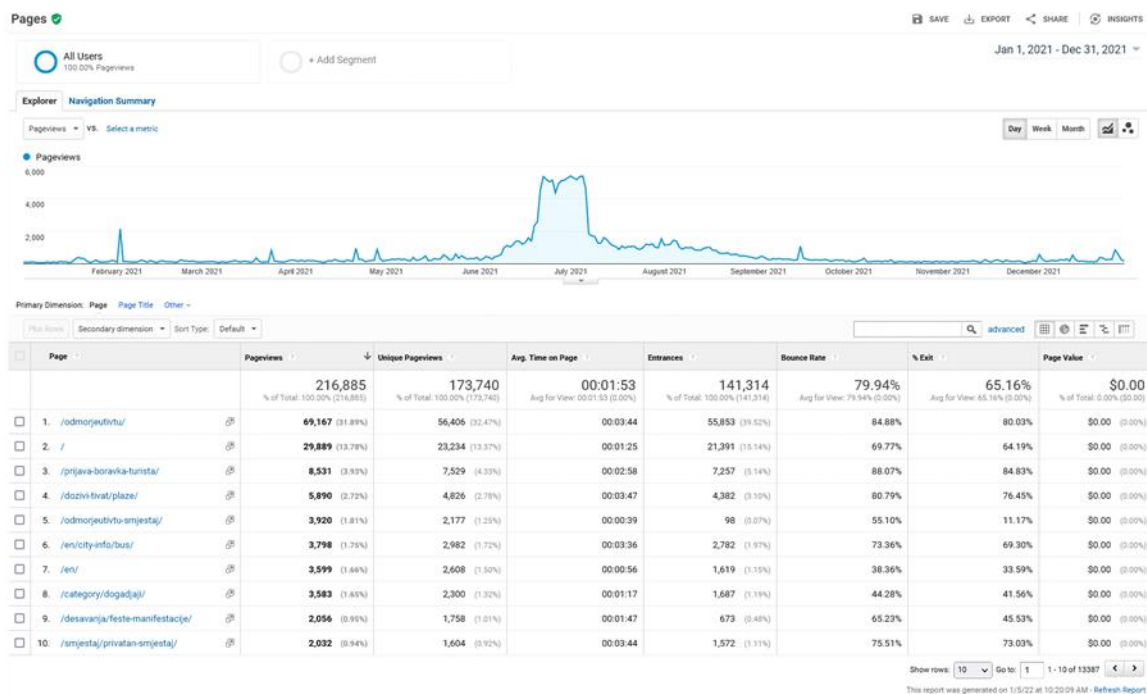 Pages
SAVE EXPORT SHARE INSIGHTS
All Users
100.00% Pageviews
+ Add Segment
Jan 1, 2021 - Dec 31, 2021
Explorer Navigation Summary
Pageviews VS. Select a metric
Day Week Month
Pageviews
6,000
4,000
2,000
February 2021 March 2021 April 2021 May 2021 June 2021 July 2021 August 2021 September 2021 October 2021 November 2021 December 2021
Primary Dimension: Page Page Title Other
Plot Rows Secondary dimension Sort Type: Default advanced
Page Pageviews Unique Pageviews Avg. Time on Page Entrances Bounce Rate % Exit Page Value
216,885 173,740 00:01:53 141,314 79.94% 65.16% $0.00
% of Total: 100.00% (216,885) % of Total: 100.00% (173,740) Avg for View: 00:01:53 (0.00%) % of Total: 100.00% (141,314) Avg for View: 79.94% (0.00%) Avg for View: 65.16% (0.00%) % of Total: 0.00% ($0.00)
1. /odmorjeutivtu/ 69,167 (31.89%) 56,406 (32.47%) 00:03:44 55,853 (39.52%) 84.88% 80.03% $0.00 (0.00%)
2. / 29,889 (13.78%) 23,234 (13.37%) 00:01:25 21,391 (15.14%) 69.77% 64.19% $0.00 (0.00%)
3. /prijava-boravka-turista/ 8,531 (3.93%) 7,529 (4.33%) 00:02:58 7,257 (5.14%) 88.07% 84.83% $0.00 (0.00%)
4. /dozivi-tivat/plaze/ 5,890 (2.72%) 4,826 (2.78%) 00:03:47 4,382 (3.10%) 80.79% 76.45% $0.00 (0.00%)
5. /odmorjeutivtu-smjestaj/ 3,920 (1.81%) 2,177 (1.25%) 00:00:39 98 (0.07%) 55.10% 11.17% $0.00 (0.00%)
6. /en/city-info/bus/ 3,798 (1.75%) 2,982 (1.72%) 00:03:36 2,782 (1.97%) 73.36% 69.30% $0.00 (0.00%)
7. /en/ 3,599 (1.66%) 2,608 (1.50%) 00:00:56 1,619 (1.15%) 38.36% 33.59% $0.00 (0.00%)
8. /category/dogadjaji/ 3,583 (1.65%) 2,300 (1.32%) 00:01:17 1,687 (1.19%) 44.28% 41.56% $0.00 (0.00%)
9. /desavanja/feste-manifestacije/ 2,056 (0.95%) 1,758 (1.01%) 00:01:47 673 (0.48%) 65.23% 45.53% $0.00 (0.00%)
10. /smjestaj/privatan-smjestaj/ 2,032 (0.94%) 1,604 (0.92%) 00:03:44 1,572 (1.11%) 75.51% 73.03% $0.00 (0.00%)
Show rows: 10 Go to: 1 1 - 10 of 13387
This report was generated on 1/5/22 at 10:20:09 AM - Refresh Report